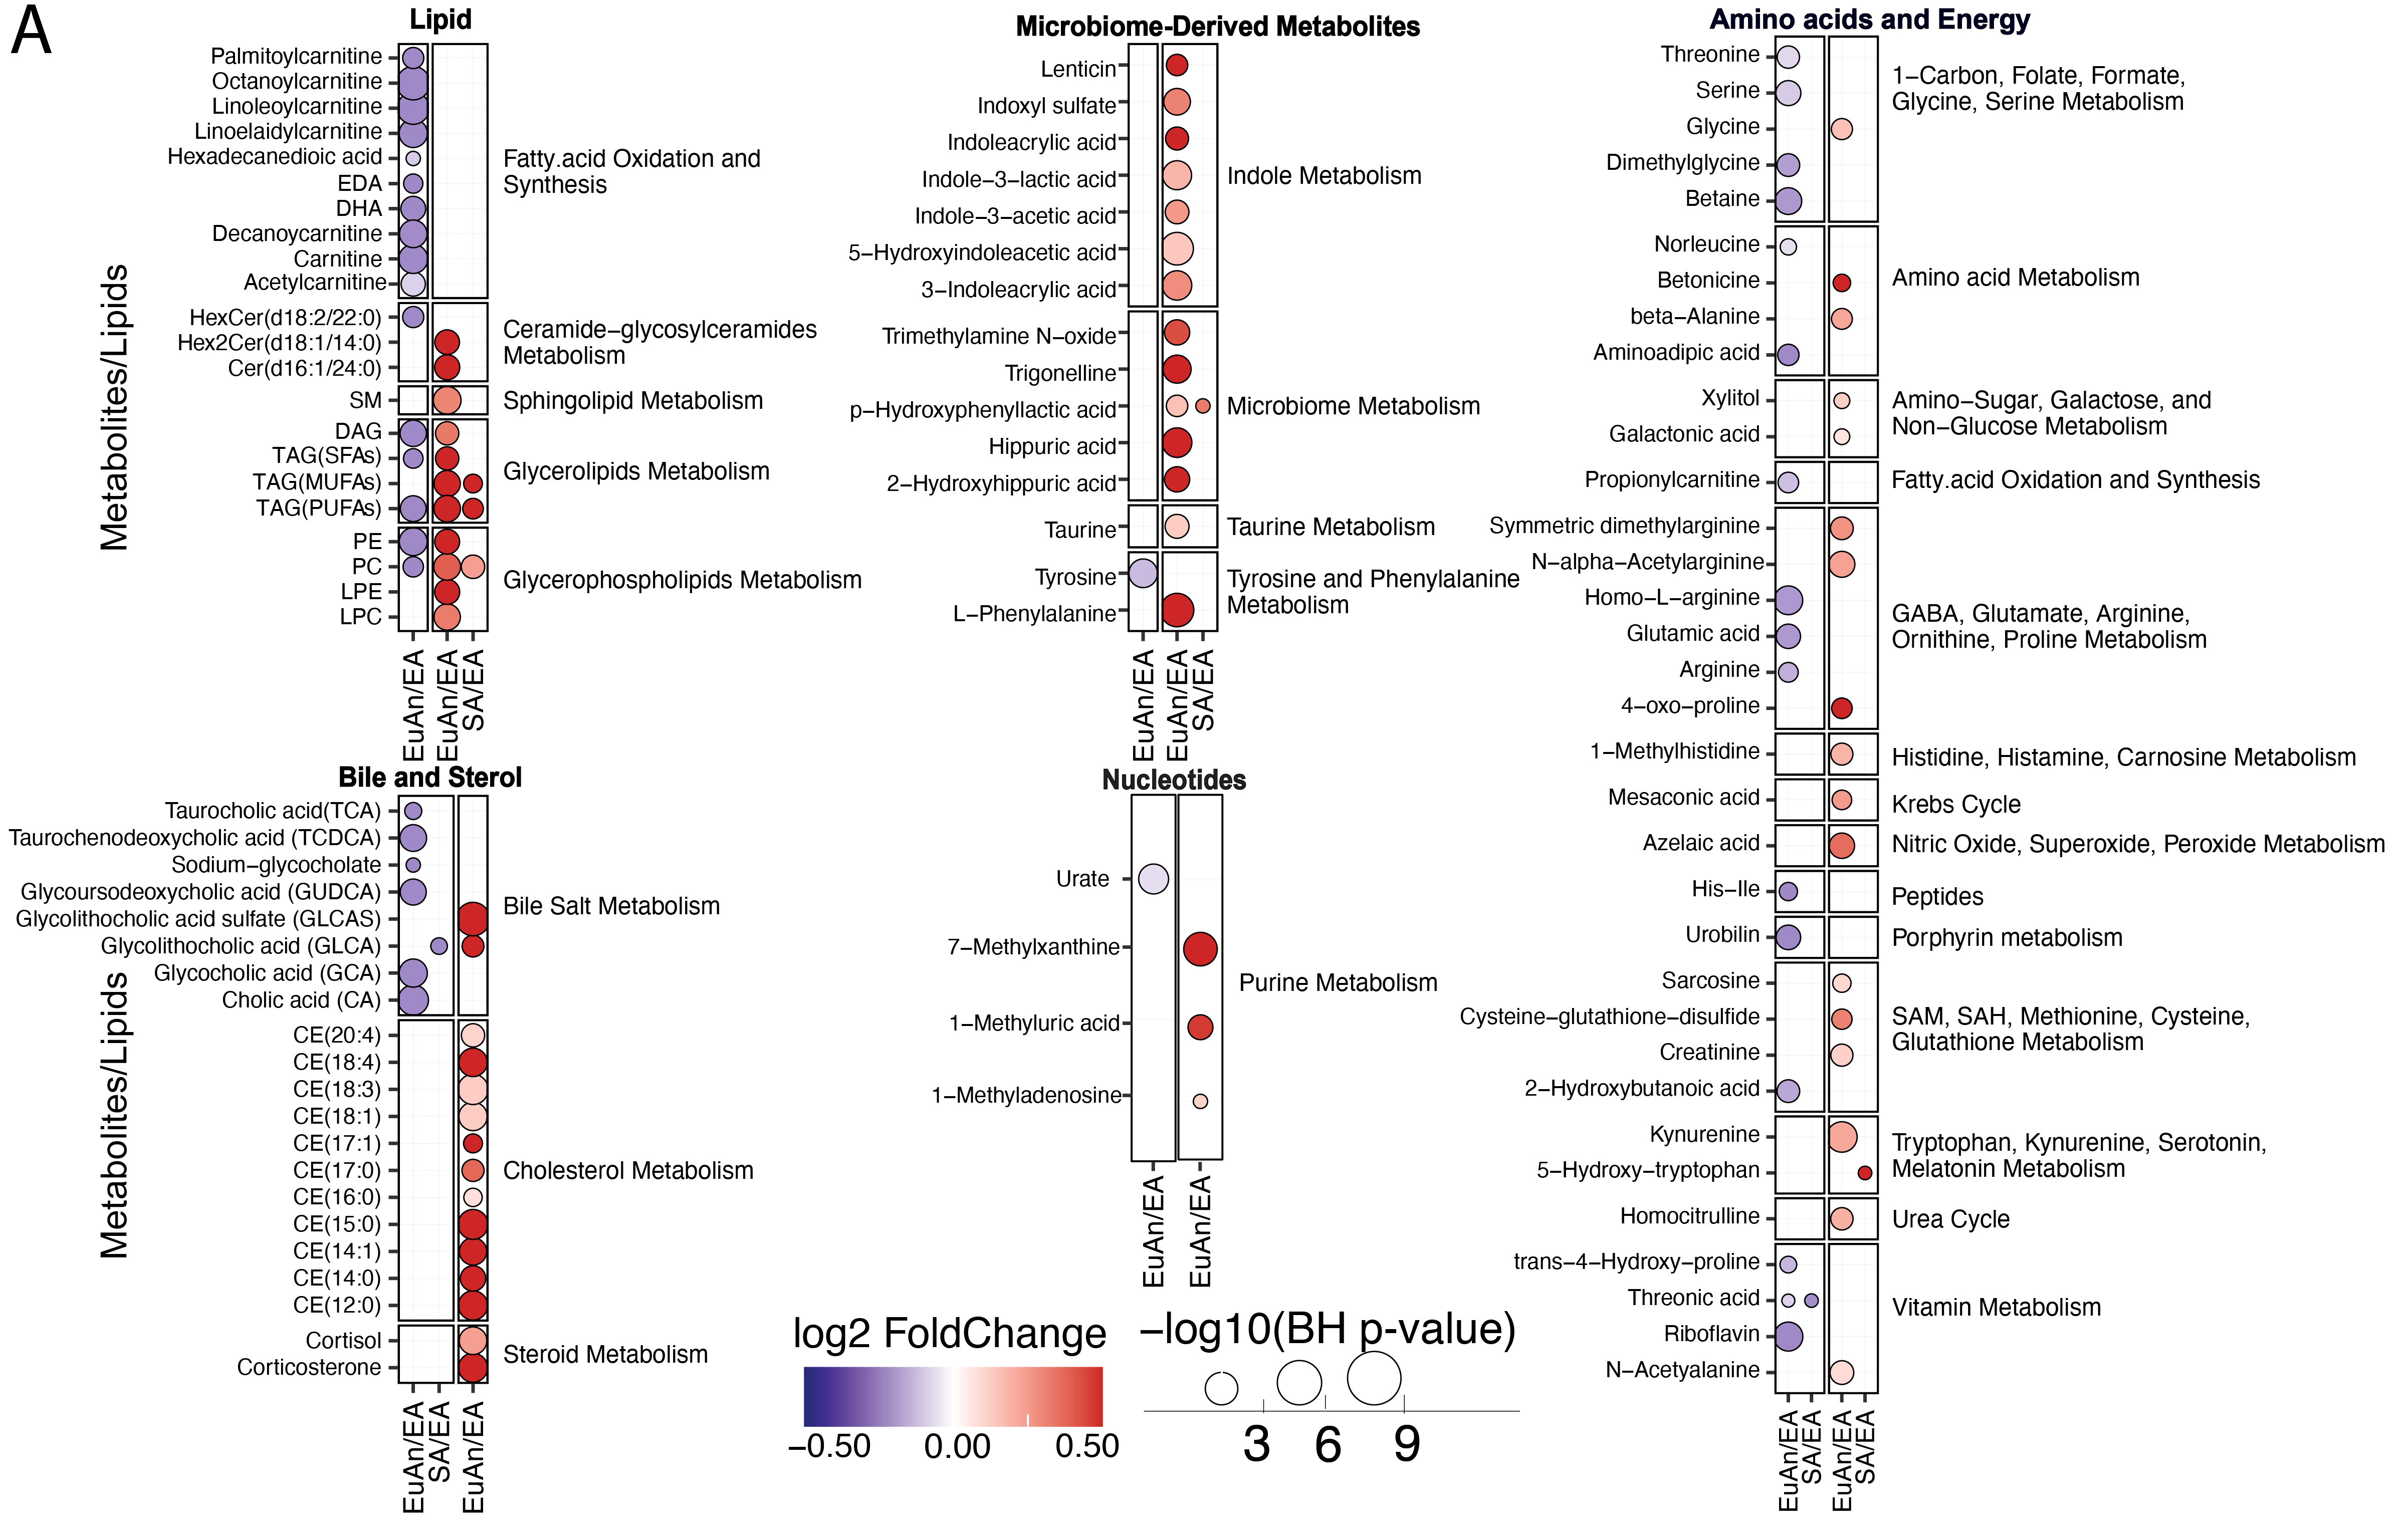 A
Lipid
Metabolites/Lipids
Palmitoylcarnitine
Octanoylcarnitine
Linoleoylcarnitine
Linoelaidylcarnitine
Hexadecanedioic acid
EDA
DHA
Decanoycarnitine
Carnitine
Acetylcarnitine
Fatty.acid Oxidation and
Synthesis
HexCer(d18:2/22:0)
Hex2Cer(d18:1/14:0)
Cer(d16:1/24:0)
Ceramide−glycosylceramides
Metabolism
SM
Sphingolipid Metabolism
DAG
TAG(SFAs)
TAG(MUFAs)
TAG(PUFAs)
Glycerolipids Metabolism
PE
PC
LPE
LPC
Glycerophospholipids Metabolism
EuAn/EA
EuAn/EA
SA/EA
Bile and Sterol
Metabolites/Lipids
Taurocholic acid(TCA)
Taurochenodeoxycholic acid (TCDCA)
Sodium−glycocholate
Glycoursodeoxycholic acid (GUDCA)
Glycolithocholic acid sulfate (GLCAS)
Glycolithocholic acid (GLCA)
Glycocholic acid (GCA)
Cholic acid (CA)
Bile Salt Metabolism
CE(20:4)
CE(18:4)
CE(18:3)
CE(18:1)
CE(17:1)
CE(17:0)
CE(16:0)
CE(15:0)
CE(14:1)
CE(14:0)
CE(12:0)
Cholesterol Metabolism
Cortisol
Corticosterone
Steroid Metabolism
EuAn/EA
SA/EA
EuAn/EA
Microbiome-Derived Metabolites
Lenticin
Indoxyl sulfate
Indoleacrylic acid
Indole−3−lactic acid
Indole−3−acetic acid
5−Hydroxyindoleacetic acid
3−Indoleacrylic acid
Indole Metabolism
Trimethylamine N−oxide
Trigonelline
p−Hydroxyphenyllactic acid
Hippuric acid
2−Hydroxyhippuric acid
Microbiome Metabolism
Taurine
Taurine Metabolism
Tyrosine
L−Phenylalanine
Tyrosine and Phenylalanine
Metabolism
EuAn/EA
EuAn/EA
SA/EA
Nucleotides
Urate
7−Methylxanthine
1−Methyluric acid
1−Methyladenosine
Purine Metabolism
EuAn/EA
EuAn/EA
log2 FoldChange
−0.50
0.00
0.50
−log10(BH p-value)
3
6
9
Amino acids and Energy
Threonine
Serine
Glycine
Dimethylglycine
Betaine
1−Carbon, Folate, Formate,
Glycine, Serine Metabolism
Norleucine
Betonicine
beta−Alanine
Aminoadipic acid
Amino acid Metabolism
Xylitol
Galactonic acid
Amino−Sugar, Galactose, and
Non−Glucose Metabolism
Propionylcarnitine
Fatty.acid Oxidation and Synthesis
Symmetric dimethylarginine
N−alpha−Acetylarginine
Homo−L−arginine
Glutamic acid
Arginine
4−oxo−proline
GABA, Glutamate, Arginine,
Ornithine, Proline Metabolism
1−Methylhistidine
Histidine, Histamine, Carnosine Metabolism
Mesaconic acid
Krebs Cycle
Azelaic acid
Nitric Oxide, Superoxide, Peroxide Metabolism
His−Ile
Peptides
Urobilin
Porphyrin metabolism
Sarcosine
Cysteine−glutathione−disulfide
Creatinine
2−Hydroxybutanoic acid
SAM, SAH, Methionine, Cysteine,
Glutathione Metabolism
Kynurenine
5−Hydroxy−tryptophan
Tryptophan, Kynurenine, Serotonin,
Melatonin Metabolism
Homocitrulline
Urea Cycle
trans−4−Hydroxy−proline
Threonic acid
Riboflavin
N−Acetyalanine
Vitamin Metabolism
EuAn/EA
SA/EA
EuAn/EA
SA/EA